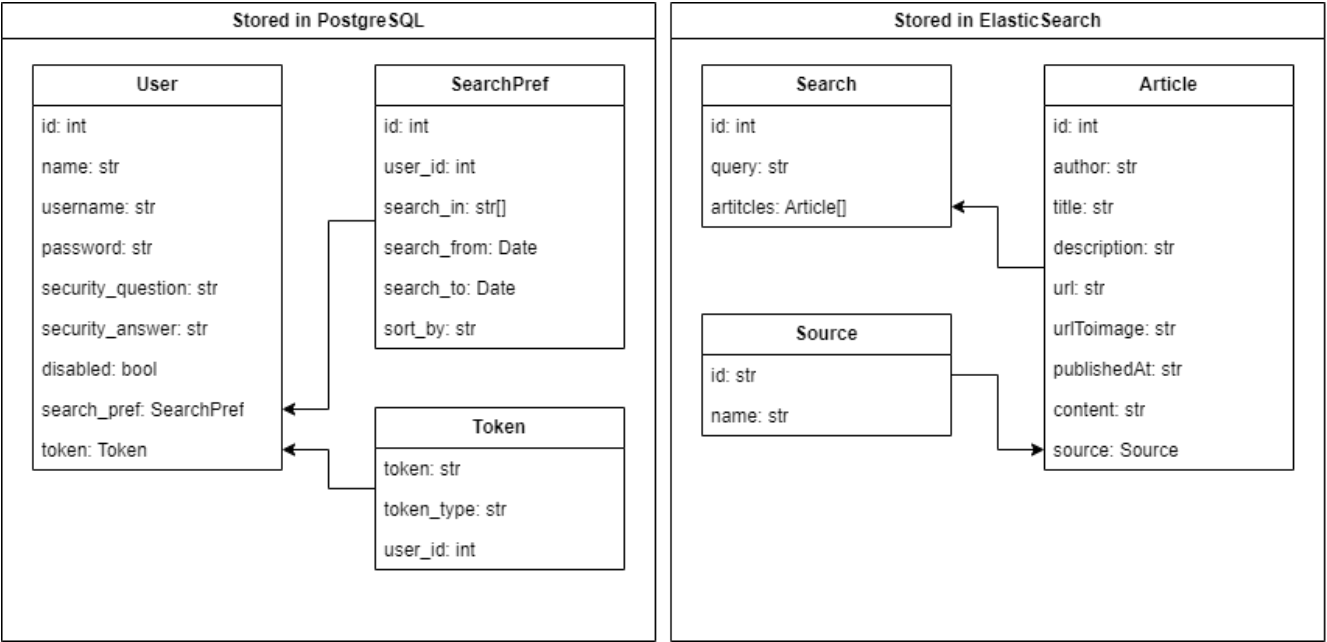 Stored in PostgreSQL
User
id: int
name: str
username: str
password: str
security_question: str
security_answer: str
disabled: bool
search_pref: SearchPref
token: Token
SearchPref
id: int
user_id: int
search_in: str[]
search_from: Date
search_to: Date
sort_by: str
Token
token: str
token_type: str
user_id: int
Stored in ElasticSearch
Search
id: int
query: str
artitcles: Article[]
Source
id: str
name: str
Article
id: int
author: str
title: str
description: str
url: str
urlToimage: str
publishedAt: str
content: str
source: Source